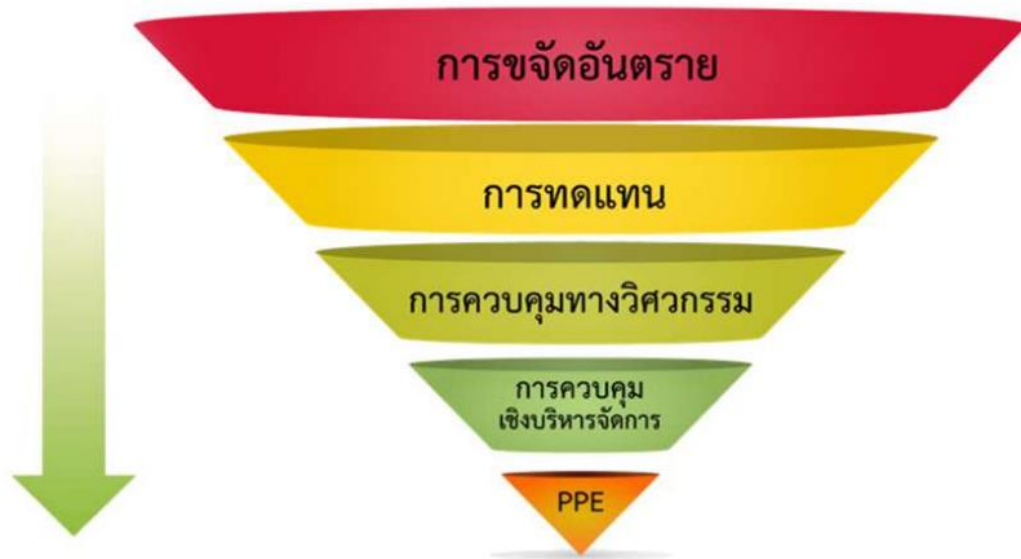 การขจัดอันตราย
การทดแทน
การควบคุมทางวิศวกรรม
การควบคุม
เชิงบริหารจัดการ
PPE